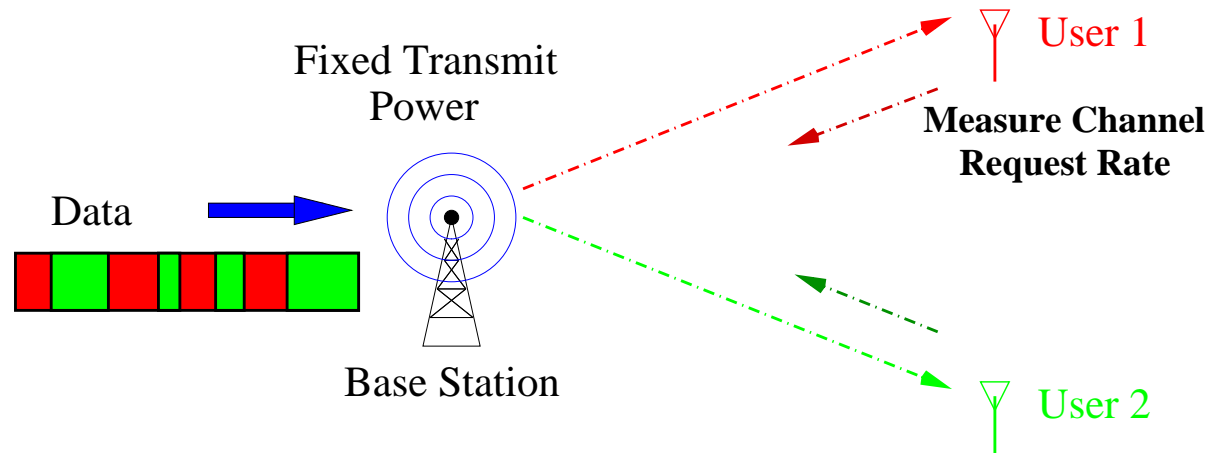 Fixed Transmit
Power
User 1
Measure Channel
Request Rate
Data
Base Station
User 2